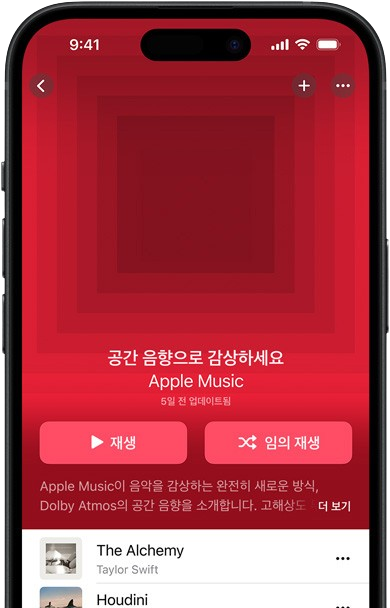 9:41
공간 음향으로 감상하세요
Apple Music
5일 전 업데이트됨
재생
임의 재생
Apple Music이 음악을 감상하는 완전히 새로운 방식,
Dolby Atmos의 공간 음향을 소개합니다. 고해상도 더 보기
The Alchemy
Taylor Swift
Houdini